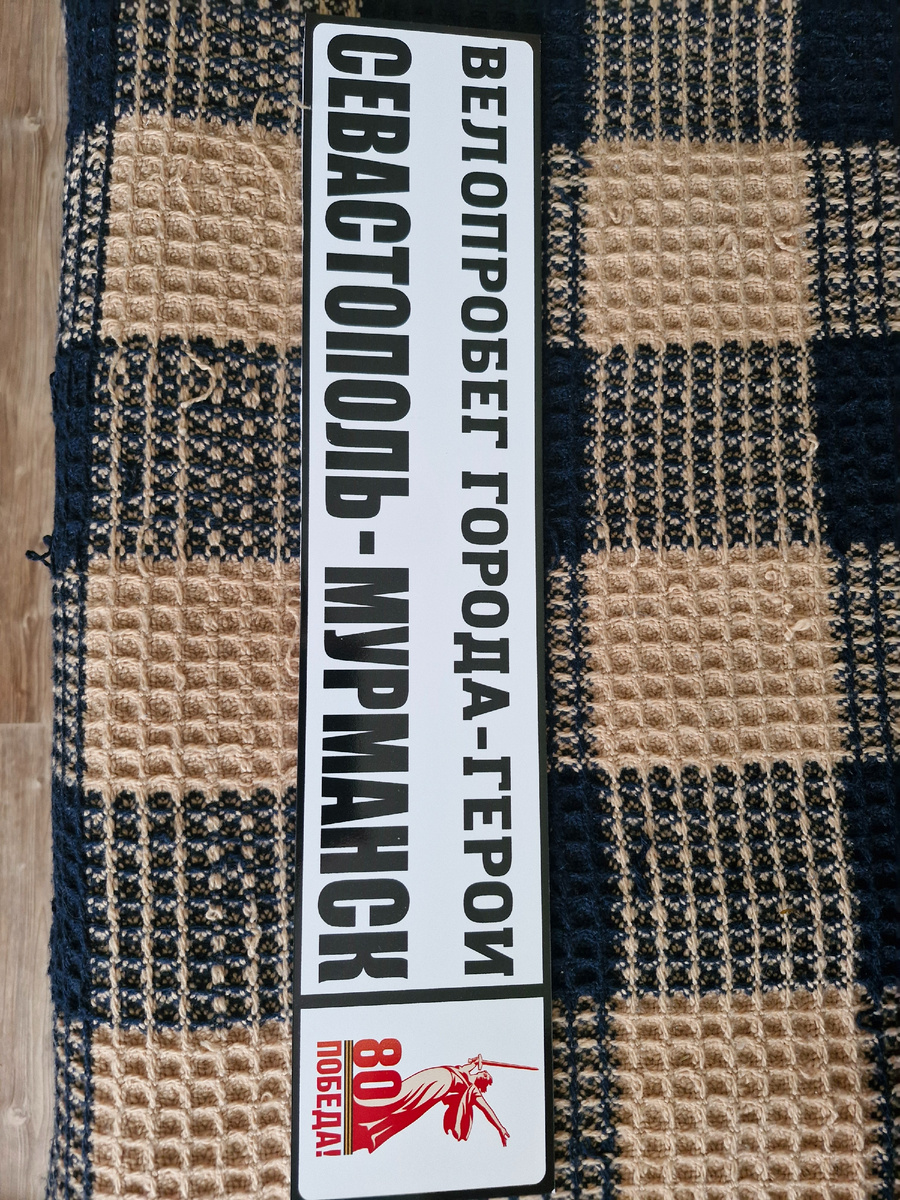 ВЕЛОПРОБЕГ ГОРОДА-ГЕРОИ
СЕВАСТОПОЛЬ - МУРМАНСК
80
ПОБЕДА!